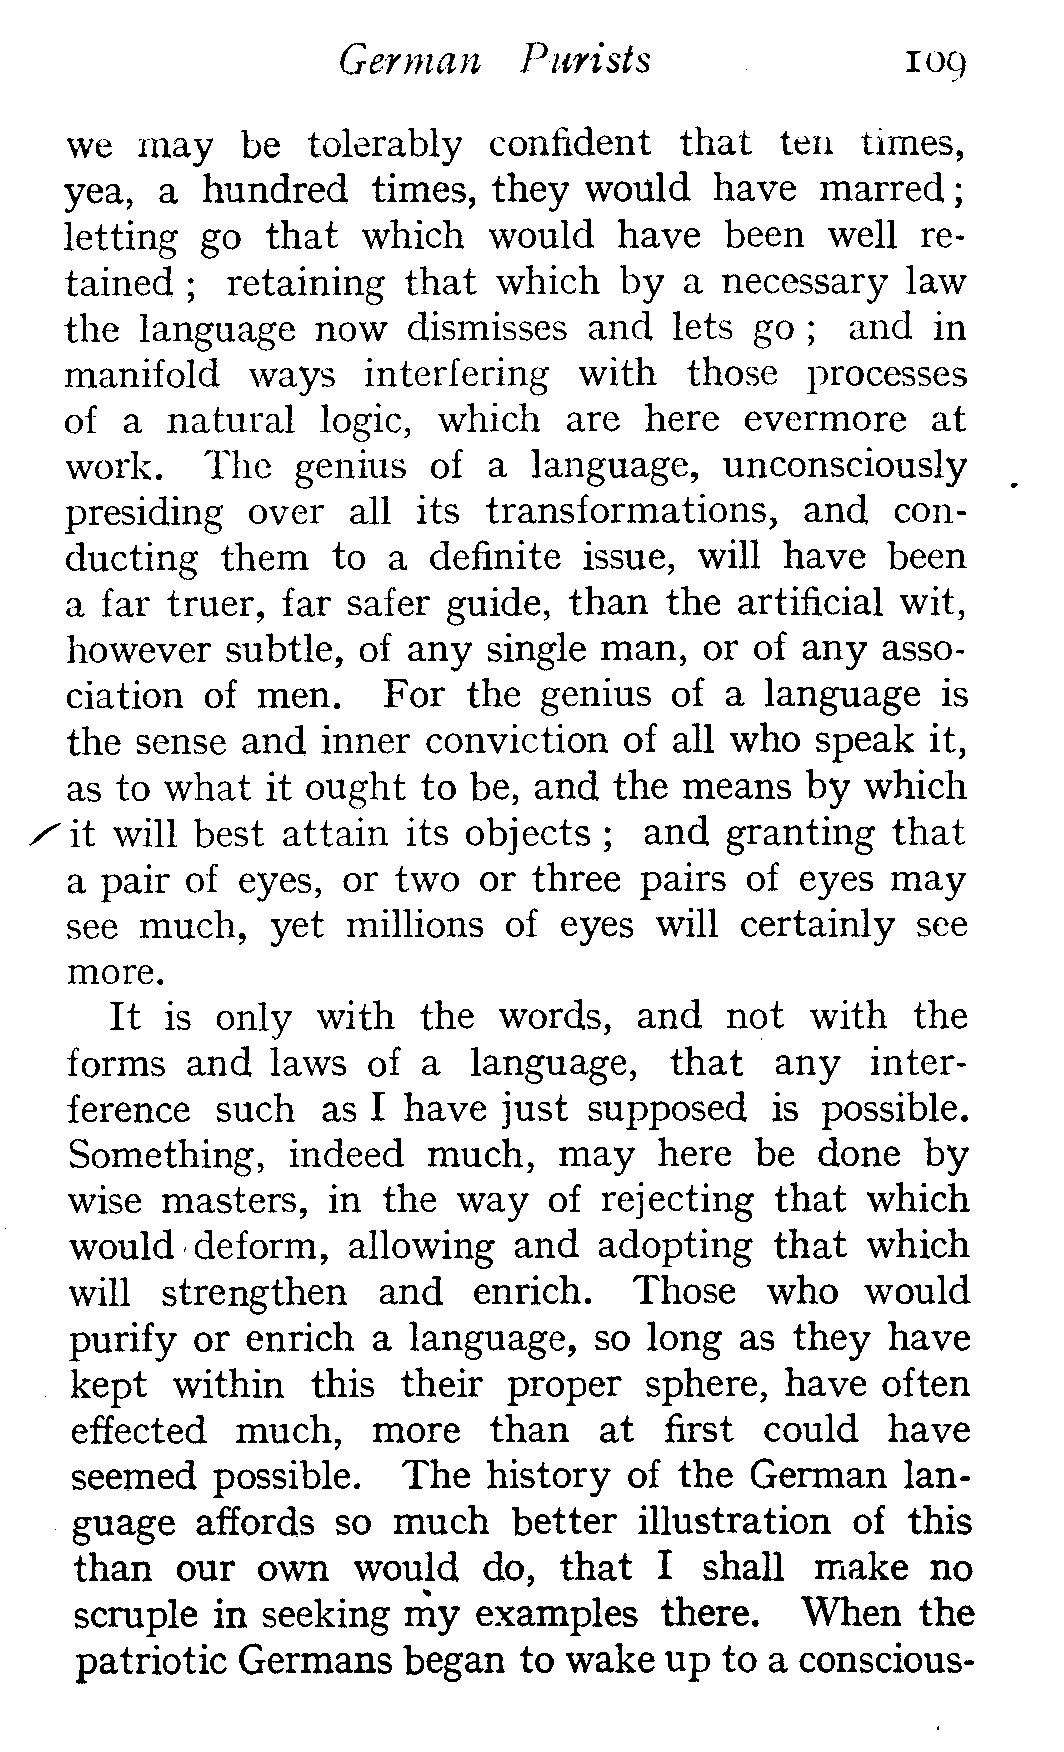 German Purists 109
we may be tolerably confident that ten times,
yea, a hundred times, they would have marred ;
letting go that which would have been well re-
tained ; retaining that which by a necessary law
the language now dismisses and lets go ; and in
manifold ways interfering with those processes
of a natural logic, which are here evermore at
work. The genius of a language, unconsciously
presiding over all its transformations, and con-
ducting them to a definite issue, will have been
a far truer, far safer guide, than the artificial wit,
however subtle, of any single man, or of any asso-
ciation of men. For the genius of a language is
the sense and inner conviction of all who speak it,
as to what it ought to be, and the means by which
it will best attain its objects ; and granting that
a pair of eyes, or two or three pairs of eyes may
see much, yet millions of eyes will certainly see
more.
It is only with the words, and not with the
forms and laws of a language, that any inter-
ference such as I have just supposed is possible.
Something, indeed much, may here be done by
wise masters, in the way of rejecting that which
would deform, allowing and adopting that which
will strengthen and enrich. Those who would
purify or enrich a language, so long as they have
kept within this their proper sphere, have often
effected much, more than at first could have
seemed possible. The history of the German lan-
guage affords so much better illustration of this
than our own would do, that I shall make no
scruple in seeking my examples there. When the
patriotic Germans began to wake up to a conscious-